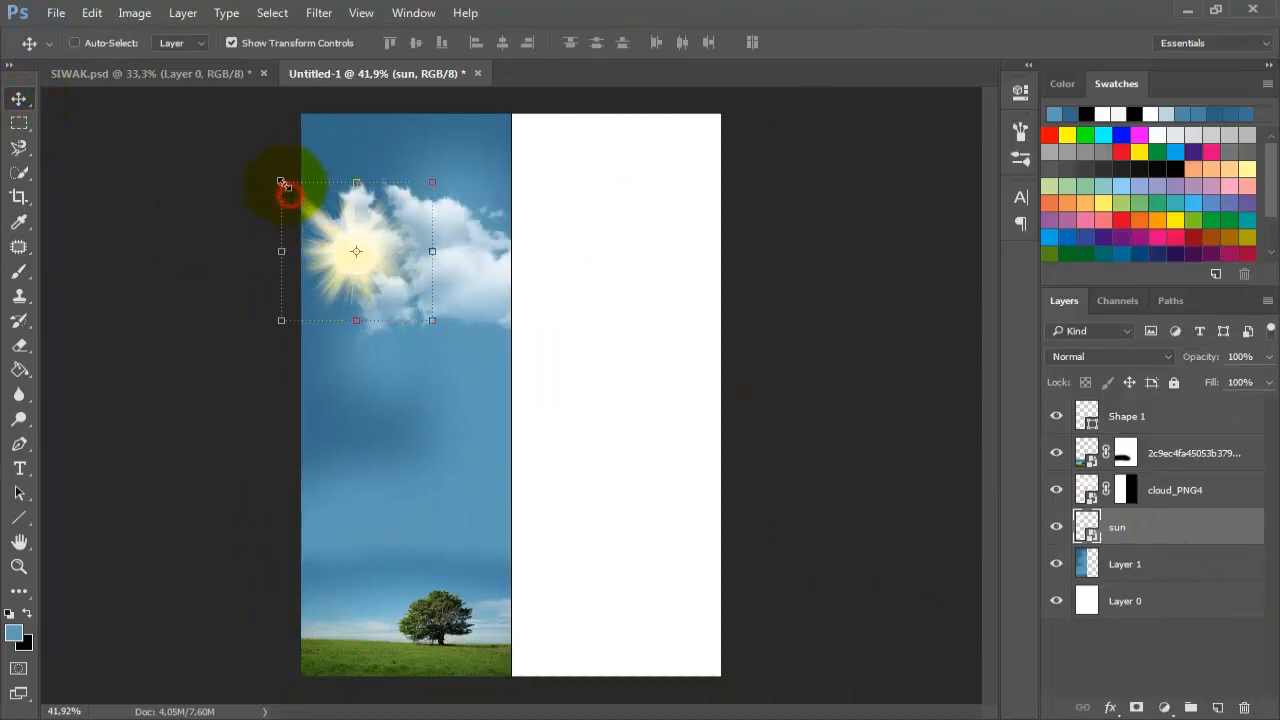 Ps File Edit Image Layer Type Select Filter View Window Help
Auto-Select: Layer Show Transform Controls Essentials
SIWAK.psd @ 33,3% (Layer 0, RGB/8) * Untitled-1 @ 41,9% (sun, RGB/8) *
Color Swatches
Layers Channels Paths
Kind
Normal Opacity: 100%
Lock: Fill: 100%
Shape 1
2c9ec4fa45053b379...
cloud_PNG4
sun
Layer 1
Layer 0
41,92% Doc: 4,05M/7,60M